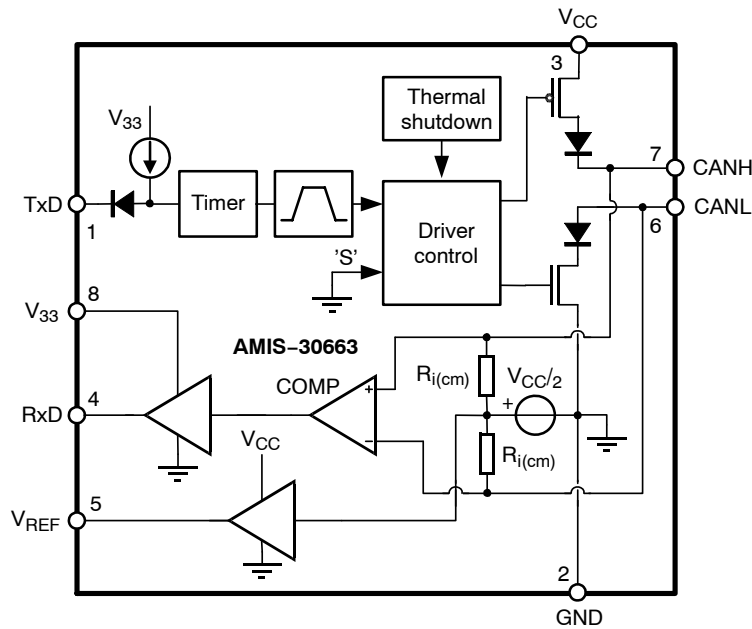 VCC
3
Thermal
shutdown
V33
7
CANH
TxD
1
Timer
CANL
6
Driver
control
'S'
8
V33
AMIS−30663
COMP
+
Ri(cm)
VCC/2
+
4
RxD
−
Ri(cm)
VCC
5
VREF
2
GND